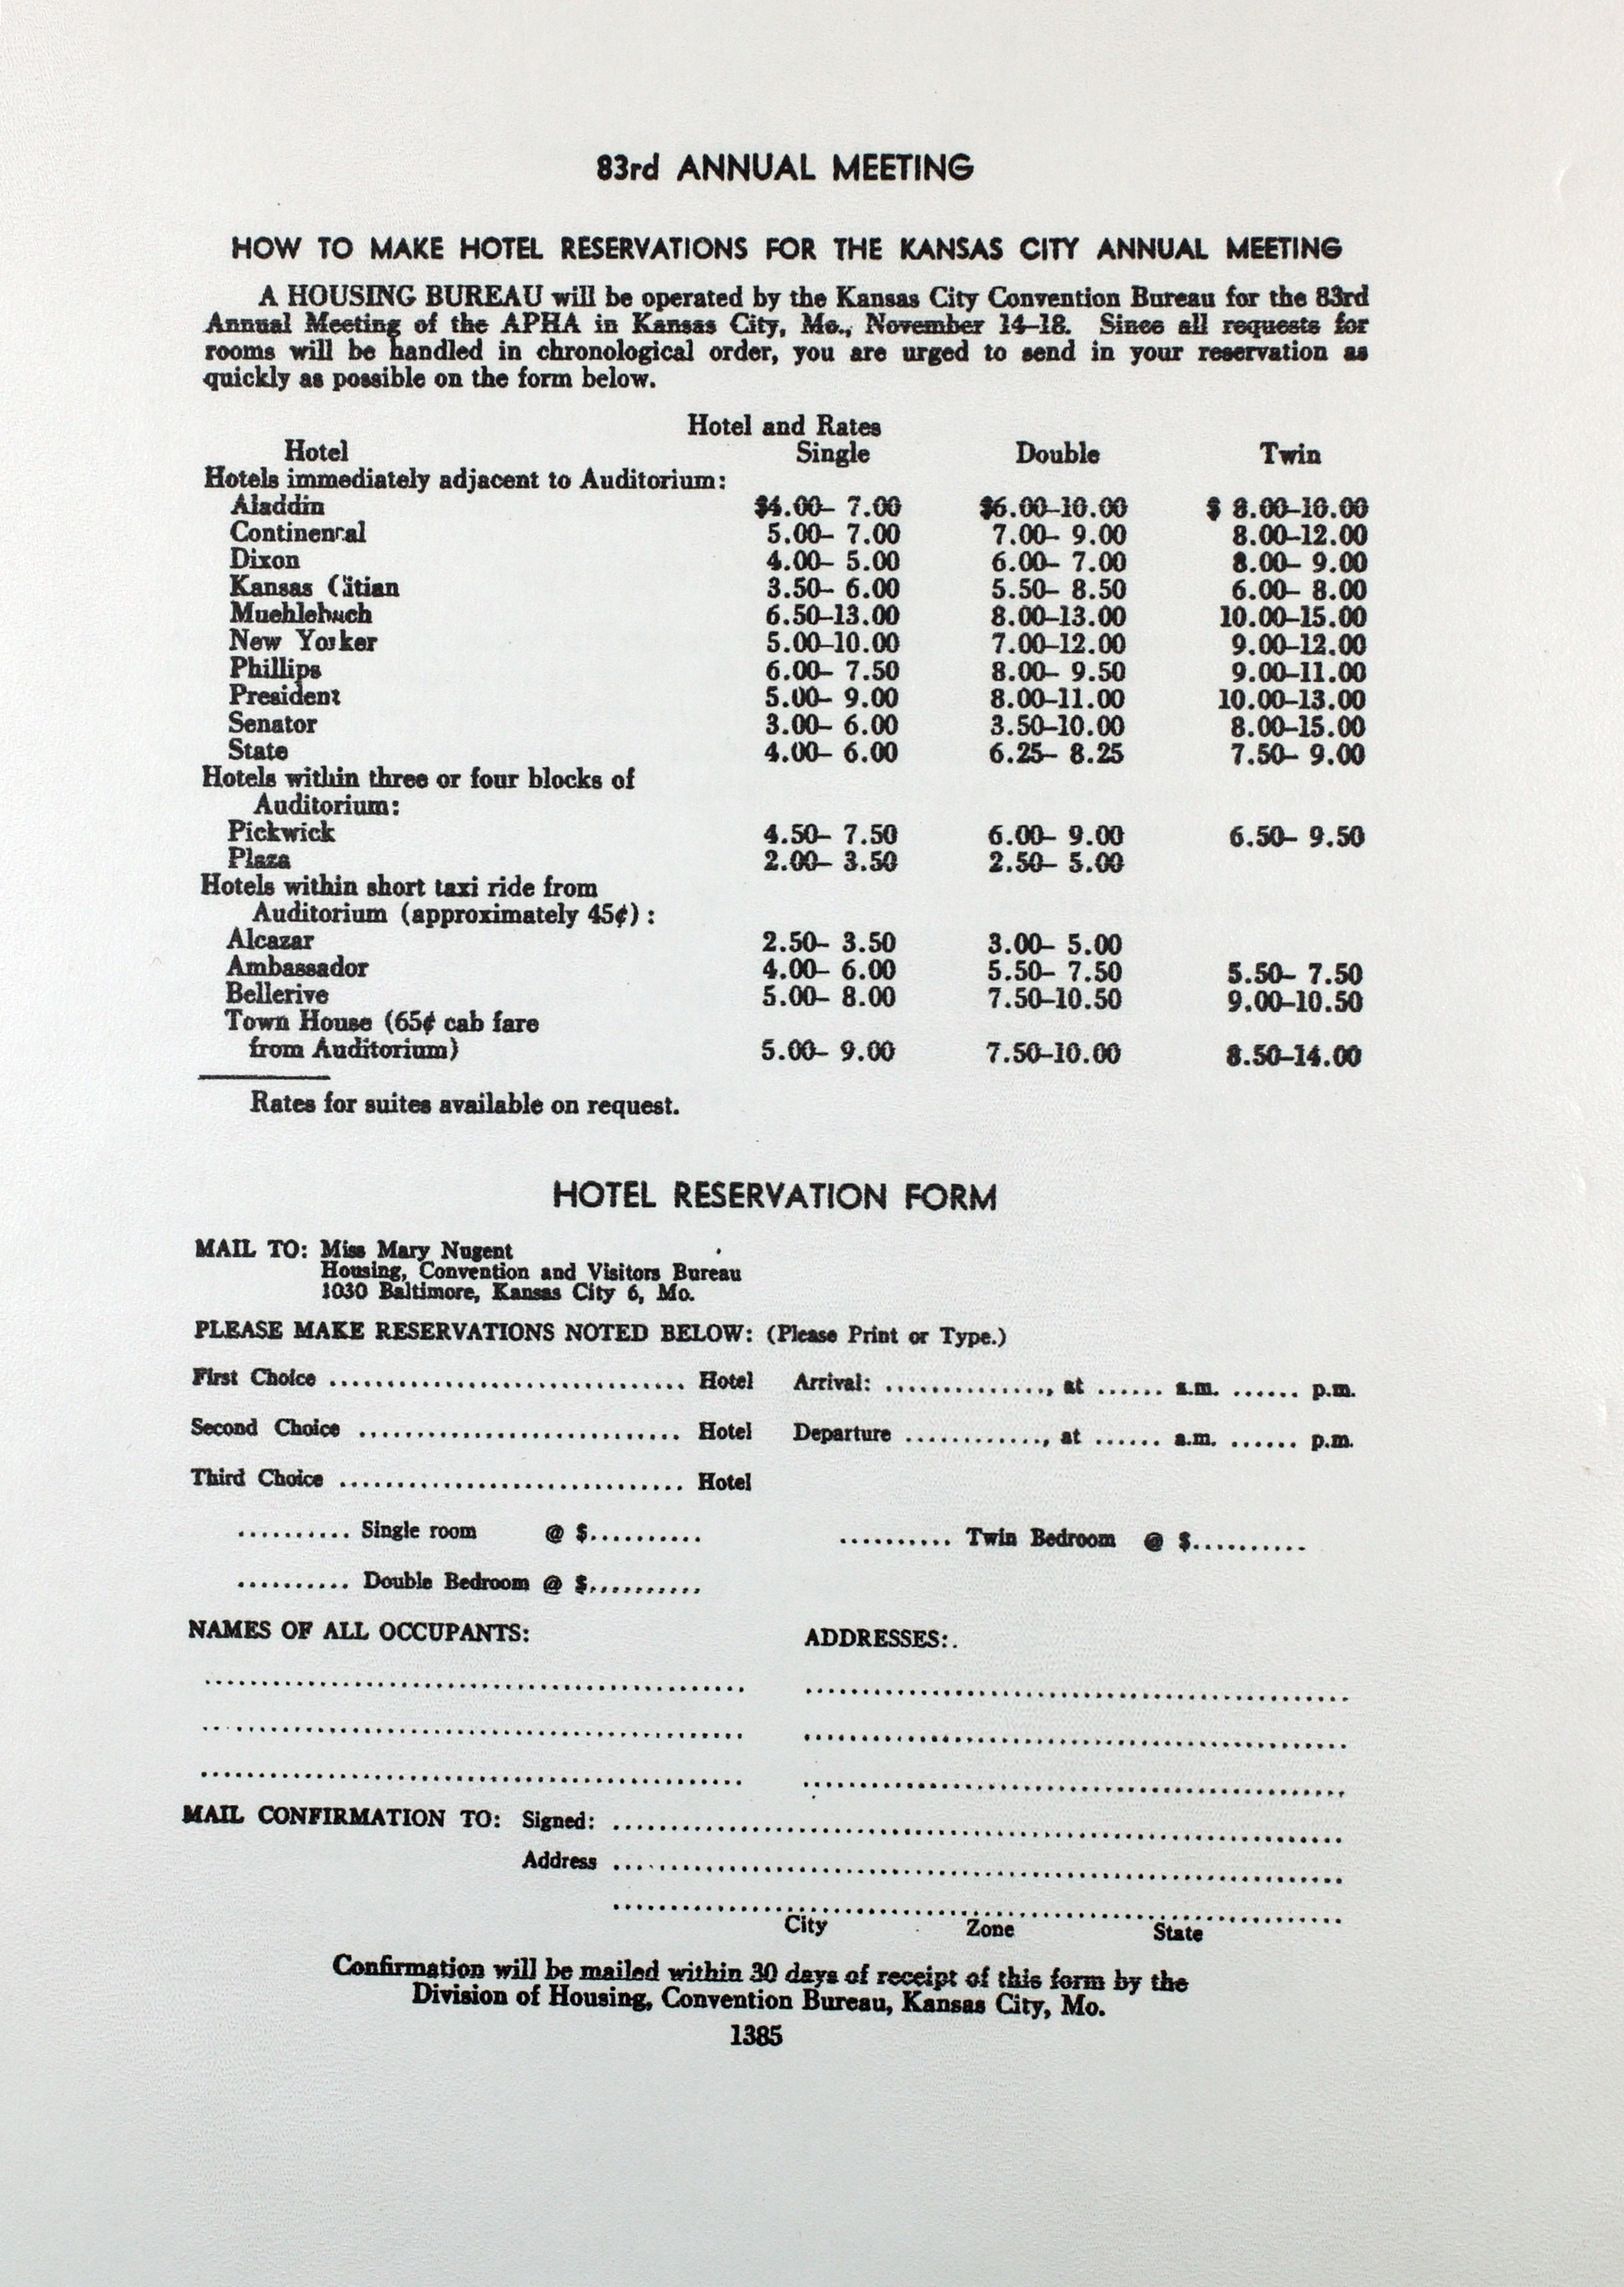 83rd ANNUAL MEETING
HOW TO MAKE HOTEL RESERVATIONS FOR THE KANSAS CITY ANNUAL MEETING
A HOUSING BUREAU will be operated by the Kansas City Convention Bureau for the 83rd
Annual Meeting of the APHA in Kansas City, Mo., November 14–18. Since all requests for
rooms will be handled in chronological order, you are urged to send in your reservation as
quickly as possible on the form below.
Hotel and Rates
Hotel Single Double Twin
Hotels immediately adjacent to Auditorium:
Aladdin $4.00– 7.00 $6.00–10.00 $ 8.00–10.00
Continental 5.00– 7.00 7.00– 9.00 8.00–12.00
Dixon 4.00– 5.00 6.00– 7.00 8.00– 9.00
Kansas Citian 3.50– 6.00 5.50– 8.50 6.00– 8.00
Muehlebach 6.50–13.00 8.00–13.00 10.00–15.00
New Yorker 5.00–10.00 7.00–12.00 9.00–12.00
Phillips 6.00– 7.50 8.00– 9.50 9.00–11.00
President 5.00– 9.00 8.00–11.00 10.00–13.00
Senator 3.00– 6.00 3.50–10.00 8.00–15.00
State 4.00– 6.00 6.25– 8.25 7.50– 9.00
Hotels within three or four blocks of
Auditorium:
Pickwick 4.50– 7.50 6.00– 9.00 6.50– 9.50
Plaza 2.00– 3.50 2.50– 5.00
Hotels within short taxi ride from
Auditorium (approximately 45¢) :
Alcazar 2.50– 3.50 3.00– 5.00
Ambassador 4.00– 6.00 5.50– 7.50 5.50– 7.50
Bellerive 5.00– 8.00 7.50–10.50 9.00–10.50
Town House (65¢ cab fare
from Auditorium) 5.00– 9.00 7.50–10.00 8.50–14.00
Rates for suites available on request.
HOTEL RESERVATION FORM
MAIL TO: Miss Mary Nugent
Housing, Convention and Visitors Bureau
1030 Baltimore, Kansas City 6, Mo.
PLEASE MAKE RESERVATIONS NOTED BELOW: (Please Print or Type.)
First Choice .............................. Hotel Arrival: .............., at ...... a.m. ...... p.m.
Second Choice ........................... Hotel Departure ............, at ...... a.m. ...... p.m.
Third Choice ............................. Hotel
.......... Single room @ $.......... .......... Twin Bedroom @ $..........
.......... Double Bedroom @ $..........
NAMES OF ALL OCCUPANTS: ADDRESSES:
MAIL CONFIRMATION TO: Signed: ..............................
Address ..............................
City Zone State
Confirmation will be mailed within 30 days of receipt of this form by the
Division of Housing, Convention Bureau, Kansas City, Mo.
1385